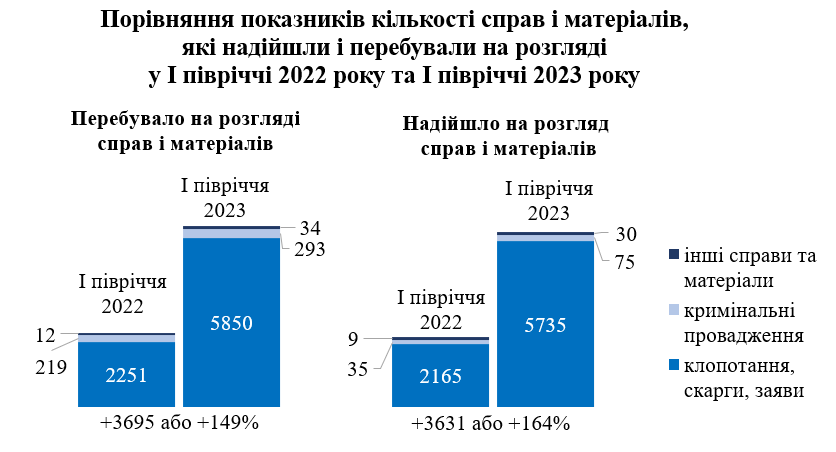 Порівняння показників кількості справ і матеріалів,
які надійшли і перебували на розгляді
у І півріччі 2022 року та І півріччі 2023 року
Перебувало на розгляді
справ і матеріалів
І півріччя
2023
34
293
І півріччя
2022
12
219
5850
2251
+3695 або +149%
Надійшло на розгляд
справ і матеріалів
І півріччя
2023
30
75
І півріччя
2022
9
35
5735
2165
+3631 або +164%
інші справи та
матеріали
кримінальні
провадження
клопотання,
скарги, заяви